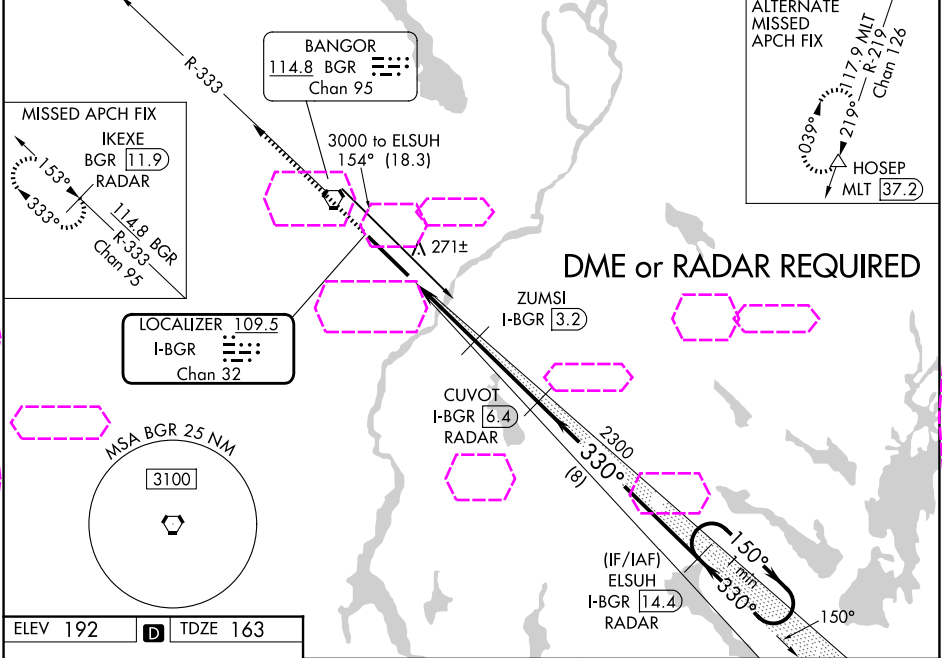 R-333
BANGOR
114.8 BGR
Chan 95
ALTERNATE
MISSED
APCH FIX
117.9 MLT
R-219
Chan 126
039°
219°
HOSEP
MLT 37.2
MISSED APCH FIX
IKEXE
BGR 11.9
RADAR
153°
333°
114.8 BGR
R-333
Chan 95
3000 to ELSUH
154° (18.3)
271±
DME or RADAR REQUIRED
LOCALIZER 109.5
I-BGR
Chan 32
ZUMSI
I-BGR 3.2
CUVOT
I-BGR 6.4
RADAR
2300
330°
(8)
MSA BGR 25 NM
3100
(IF/IAF)
ELSUH
I-BGR 14.4
RADAR
150°
1 min
330°
150°
ELEV 192 D TDZE 163